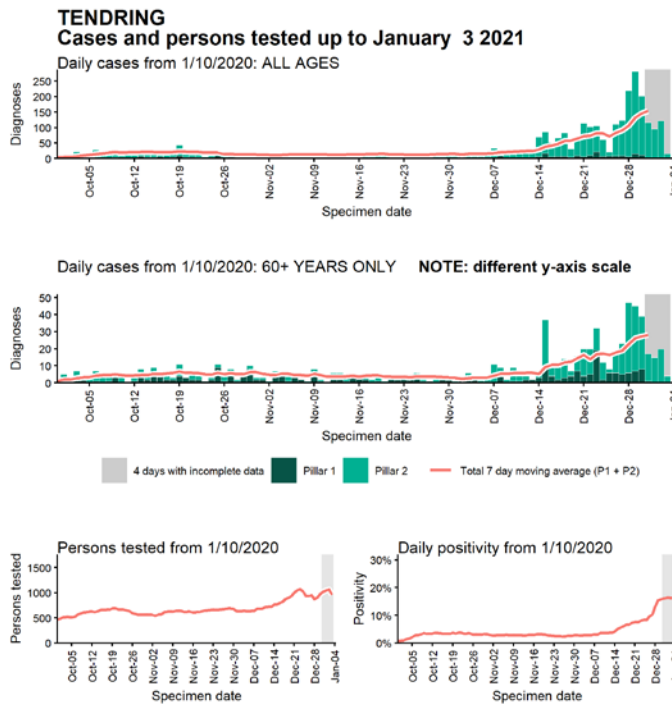 TENDRING
Cases and persons tested up to January 3 2021
Daily cases from 1/10/2020: ALL AGES
Diagnoses
250
200
150
100
50
0
Oct-05
Oct-12
Oct-19
Oct-26
Nov-02
Nov-09
Nov-16
Nov-23
Nov-30
Dec-07
Dec-14
Dec-21
Dec-28
Specimen date
Daily cases from 1/10/2020: 60+ YEARS ONLY NOTE: different y-axis scale
Diagnoses
50
40
30
20
10
0
Oct-05
Oct-12
Oct-19
Oct-26
Nov-02
Nov-09
Nov-16
Nov-23
Nov-30
Dec-07
Dec-14
Dec-21
Dec-28
Specimen date
4 days with incomplete data Pillar 1 Pillar 2 Total 7 day moving average (P1 + P2)
Persons tested from 1/10/2020
Persons tested
1500
1000
500
0
Oct-05
Oct-12
Oct-19
Oct-26
Nov-02
Nov-09
Nov-16
Nov-23
Nov-30
Dec-07
Dec-14
Dec-21
Dec-28
Jan-04
Specimen date
Daily positivity from 1/10/2020
Positivity
30%
20%
10%
0%
Oct-05
Oct-12
Oct-19
Oct-26
Nov-02
Nov-09
Nov-16
Nov-23
Nov-30
Dec-07
Dec-14
Dec-21
Dec-28
Specimen date